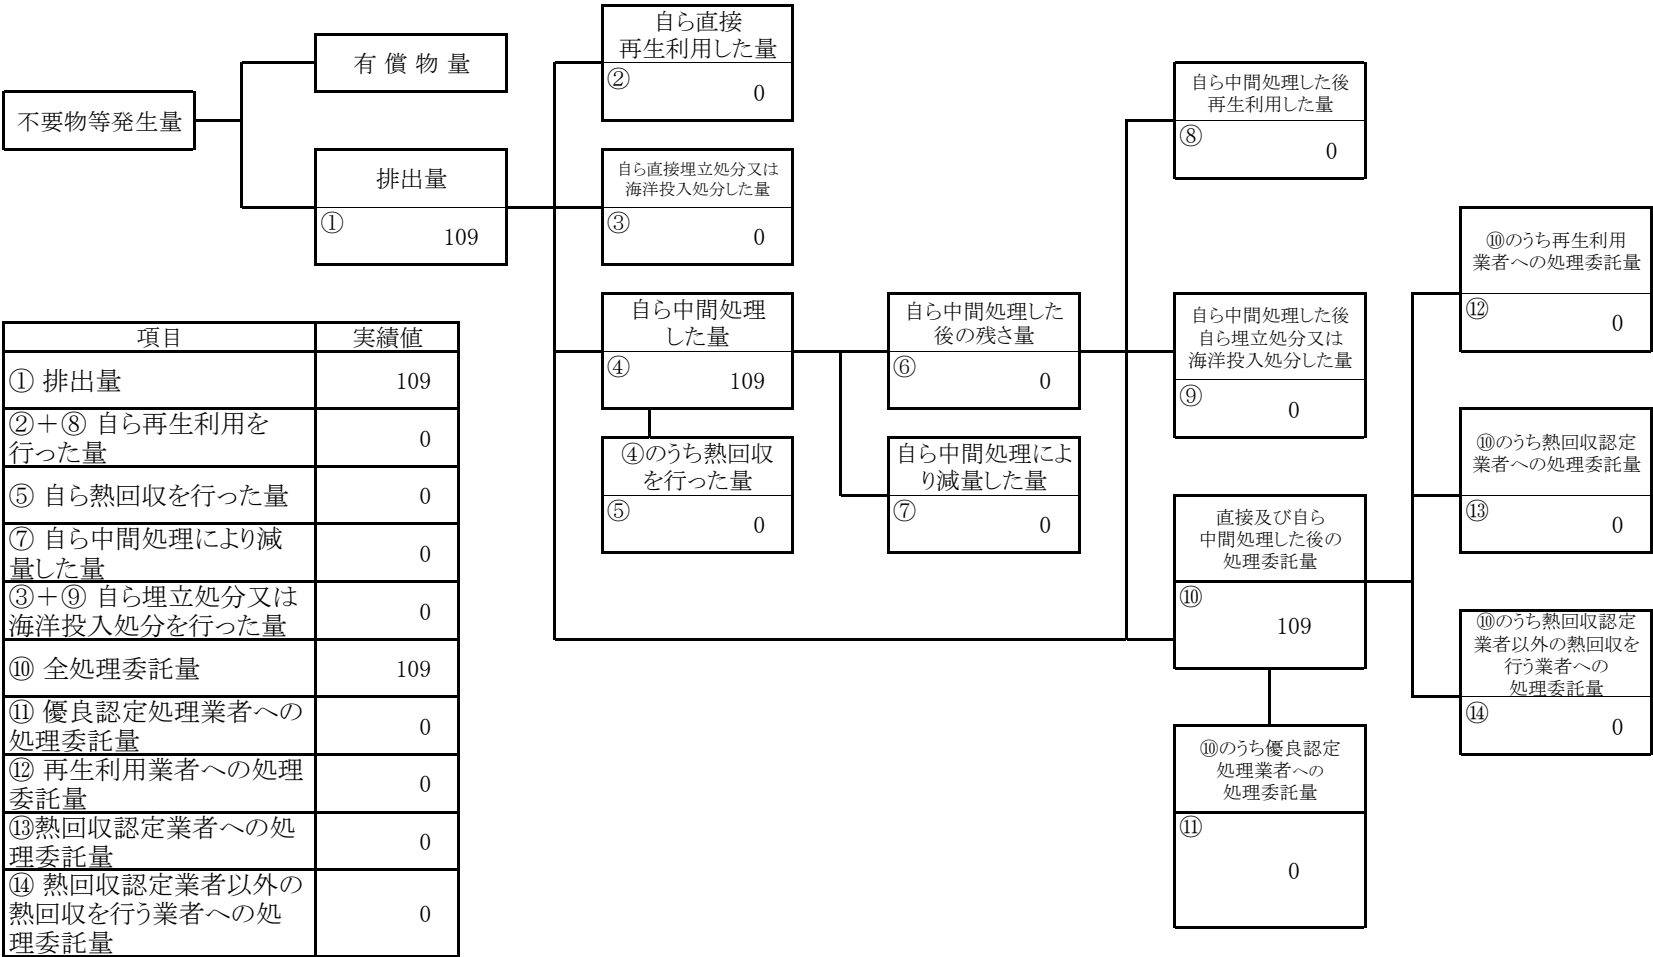 不要物等発生量
有 償 物 量
排出量
①
109
自ら直接
再生利用した量
②
0
自ら直接埋立処分又は
海洋投入処分した量
③
0
自ら中間処理
した量
④
109
④のうち熱回収
を行った量
⑤
0
自ら中間処理した
後の残さ量
⑥
0
自ら中間処理によ
り減量した量
⑦
0
自ら中間処理した後
再生利用した量
⑧
0
自ら中間処理した後
自ら埋立処分又は
海洋投入処分した量
⑨
0
直接及び自ら
中間処理した後の
処理委託量
⑩
109
⑩のうち優良認定
処理業者への
処理委託量
⑪
0
⑩のうち再生利用
業者への処理委託量
⑫
0
⑩のうち熱回収認定
業者への処理委託量
⑬
0
⑩のうち熱回収認定
業者以外の熱回収を
行う業者への
処理委託量
⑭
0
項目 実績値
① 排出量 109
②＋⑧ 自ら再生利用を
行った量 0
⑤ 自ら熱回収を行った量 0
⑦ 自ら中間処理により減
量した量 0
③＋⑨ 自ら埋立処分又は
海洋投入処分を行った量 0
⑩ 全処理委託量 109
⑪ 優良認定処理業者への
処理委託量 0
⑫ 再生利用業者への処理
委託量 0
⑬熱回収認定業者への処
理委託量 0
⑭ 熱回収認定業者以外の
熱回収を行う業者への処
理委託量 0